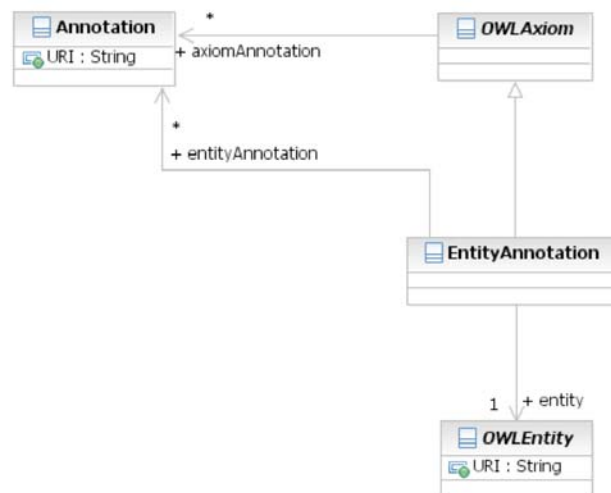 Annotation
URI : String
*
+ axiomAnnotation
OWLAxiom
*
+ entityAnnotation
EntityAnnotation
1
+ entity
OWLEntity
URI : String